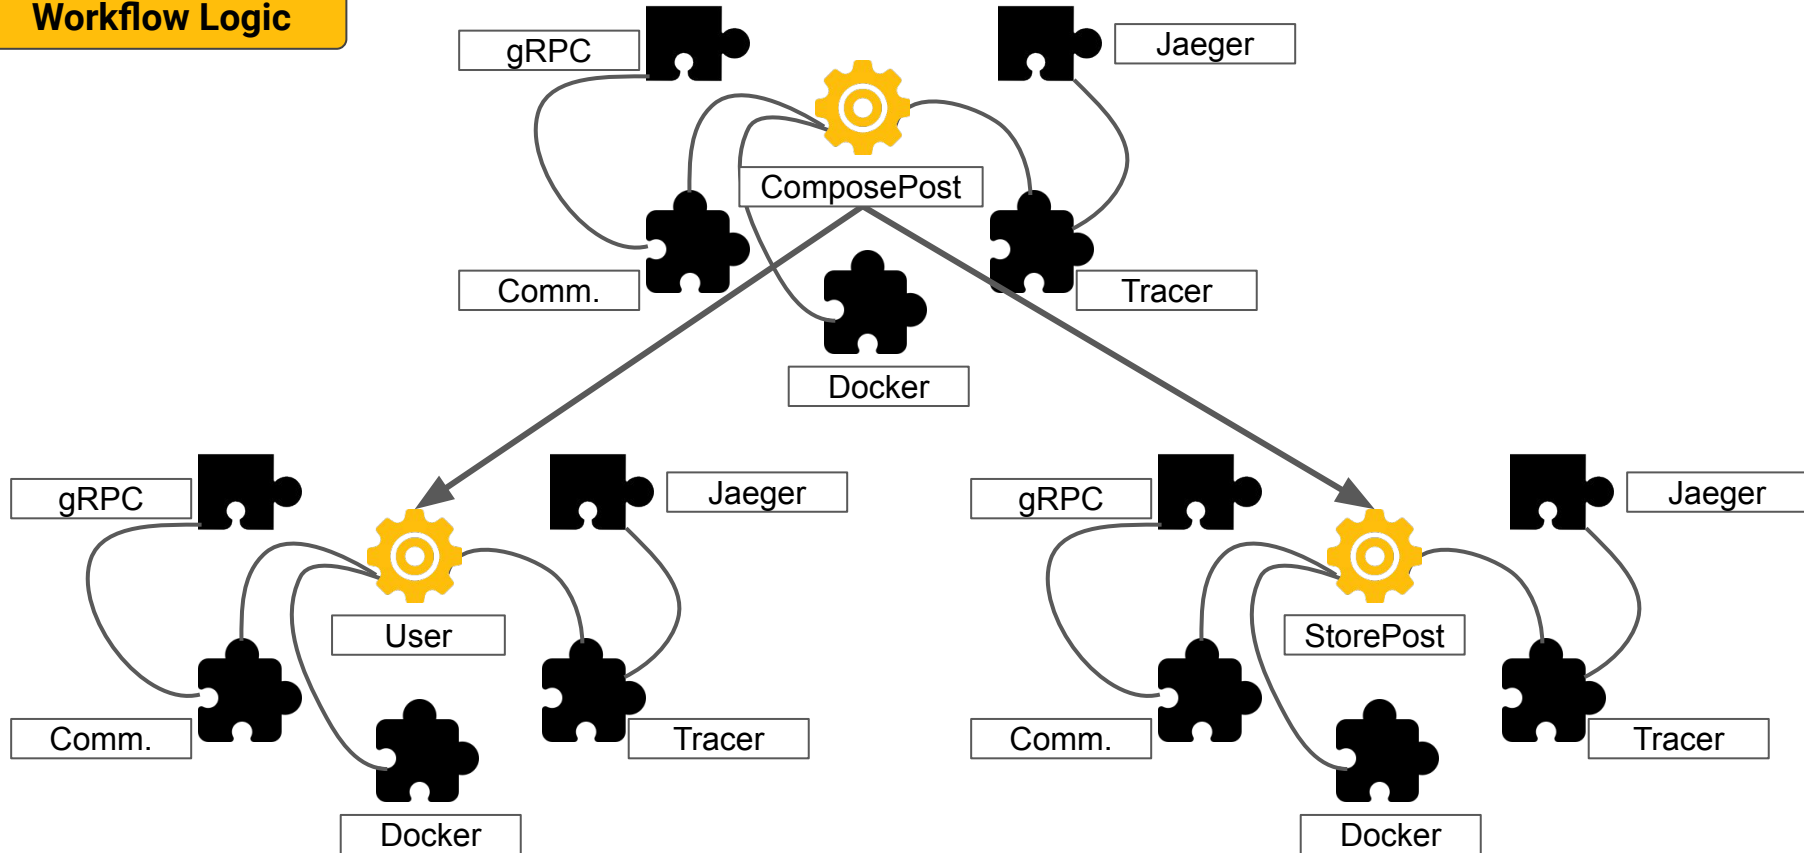 Workflow Logic
gRPC
Jaeger
ComposePost
Comm.
Tracer
Docker
gRPC
Jaeger
gRPC
Jaeger
User
StorePost
Comm.
Tracer
Comm.
Tracer
Docker
Docker